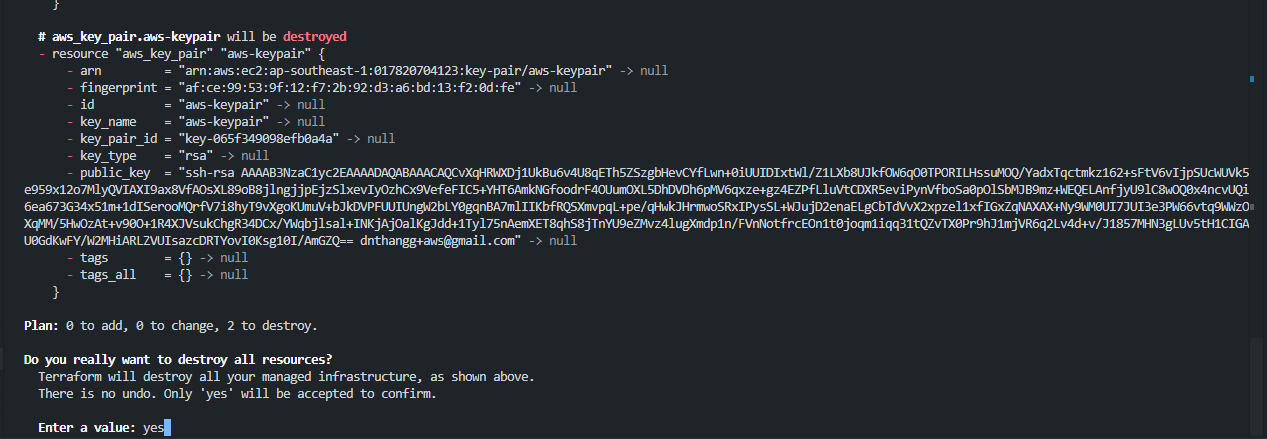 }
# aws_key_pair.aws-keypair will be destroyed
- resource "aws_key_pair" "aws-keypair" {
- arn = "arn:aws:ec2:ap-southeast-1:017820704123:key-pair/aws-keypair" -> null
- fingerprint = "af:ce:99:53:9f:12:f7:2b:92:d3:a6:bd:13:f2:0d:fe" -> null
- id = "aws-keypair" -> null
- key_name = "aws-keypair" -> null
- key_pair_id = "key-065f349098efb0a4a" -> null
- key_type = "rsa" -> null
- public_key = "ssh-rsa AAAAB3NzaC1yc2EAAAADAQABAAACAQCvXqHRWXDj1UkBu6v4U8qETh5ZSzgbHevCYfLwn+0iUUIDIxtWl/Z1LXb8UJkfOW6qO0TPORILHssuMOQ/YadxTqctmkz162+sFtV6vIjpSUcWUVk5
e959x12o7MlyQVIAXI9ax8VfAOsXL89oB8jlngjjpEjzSlxevIyOzhCx9VefeFIC5+YHT6AmkNGfoodrF4OUumOXL5DhDVDh6pMV6qxze+gz4EZPfLluVtCDXR5eviPynVfboSa0pOlSbMJB9mz+WEQELAnfjyU9lC8wOQ0x4ncvUQi
6ea673G34x51m+1dISerooMQrfV7i8hyT9vXgoKUmuV+bJkDVPFUUIUngW2bLY0gqnBA7mlIIKbfRQSXmvpqL+pe/qHwkJHrmwoSRxIPysSL+WJujD2enaELgCbTdVvX2xpzel1xfIGxZqNAXAX+Ny9WM0UI7JUI3e3PW66vtq9WWzO
XqMM/5HwOzAt+v90O+1R4XJVsukChgR34DCx/YWqbjlsal+INKjAjOalKgJdd+1Tyl75nAemXET8qhS8jTnYU9eZMvz4lugXmdp1n/FVnNotfrcEOn1t0joqm1iqq31tQZvTX0Pr9hJ1mjVR6q2Lv4d+v/J1857MHN3gLUv5tH1CIGA
U0GdKwFY/W2MHiARLZVUIsazcDRTYovI0Ksg10I/AmGZQ== dnthangg+aws@gmail.com" -> null
- tags = {} -> null
- tags_all = {} -> null
}
Plan: 0 to add, 0 to change, 2 to destroy.
Do you really want to destroy all resources?
Terraform will destroy all your managed infrastructure, as shown above.
There is no undo. Only 'yes' will be accepted to confirm.
Enter a value: yes